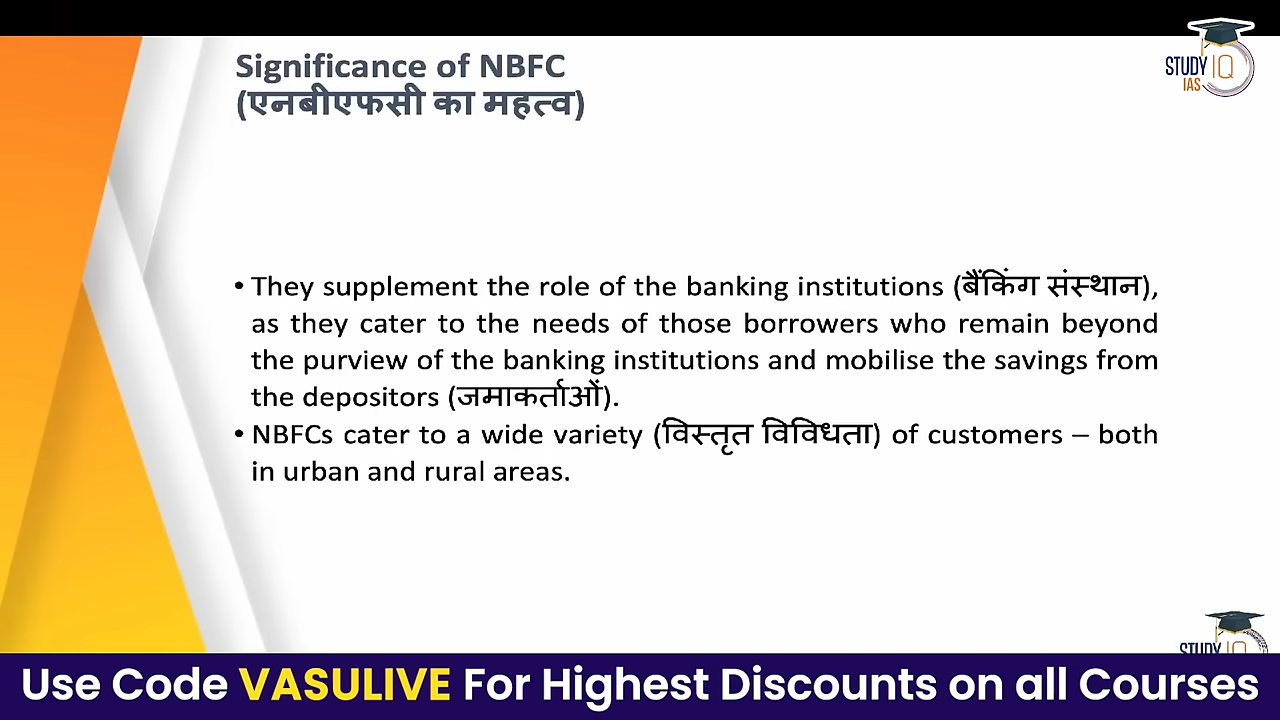 Significance of NBFC
(एनबीएफसी का महत्व)
STUDY IQ
IAS
• They supplement the role of the banking institutions (बैंकिंग संस्थान),
as they cater to the needs of those borrowers who remain beyond
the purview of the banking institutions and mobilise the savings from
the depositors (जमाकर्ताओं).
• NBFCs cater to a wide variety (विस्तृत विविधता) of customers – both
in urban and rural areas.
STUDY IQ
Use Code VASULIVE For Highest Discounts on all Courses